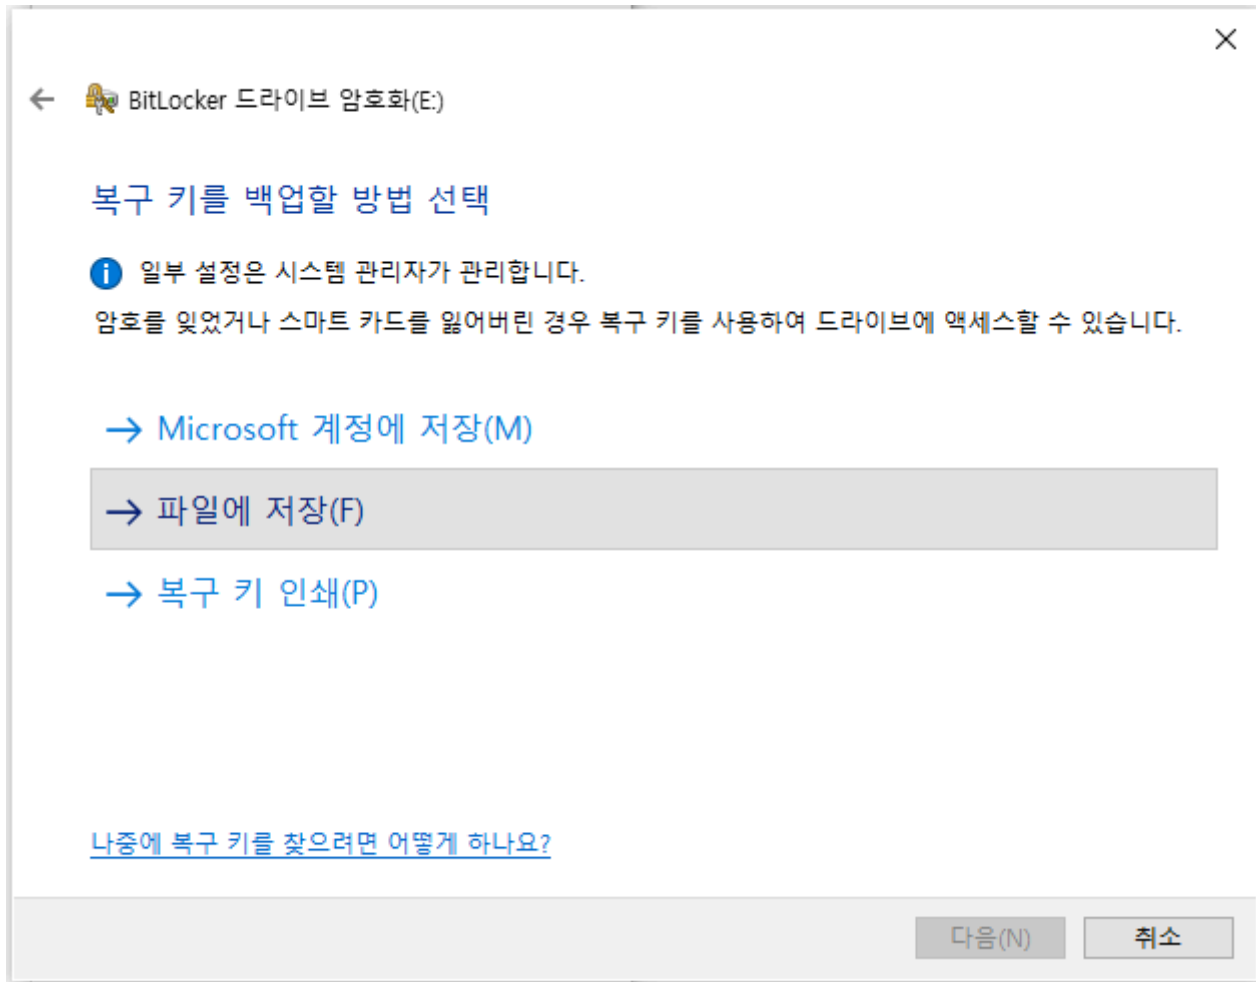 BitLocker 드라이브 암호화(E:)
복구 키를 백업할 방법 선택
일부 설정은 시스템 관리자가 관리합니다.
암호를 잊었거나 스마트 카드를 잃어버린 경우 복구 키를 사용하여 드라이브에 액세스할 수 있습니다.
Microsoft 계정에 저장(M)
파일에 저장(F)
복구 키 인쇄(P)
나중에 복구 키를 찾으려면 어떻게 하나요?
다음(N)
취소